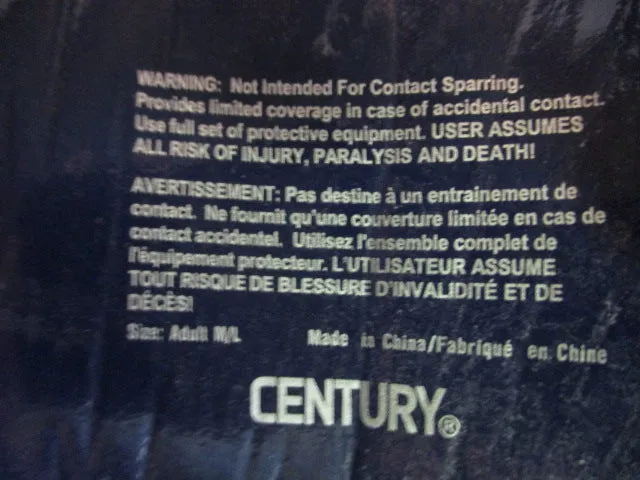 WARNING: Not Intended For Contact Sparring.
Provides limited coverage in case of accidental contact.
Use full set of protective equipment. USER ASSUMES
ALL RISK OF INJURY, PARALYSIS AND DEATH!
AVERTISSEMENT: Pas destine à un entrainement de
contact. Ne fournit qu'une couverture limitée en cas de
contact accidentel. Utilisez l'ensemble complet de
l'équipement protecteur. L'UTILISATEUR ASSUME
TOUT RISQUE DE BLESSURE D'INVALIDITÉ ET DE
DÉCÈS!
Size: Adult M/L Made in China/Fabriqué en Chine
CENTURY®